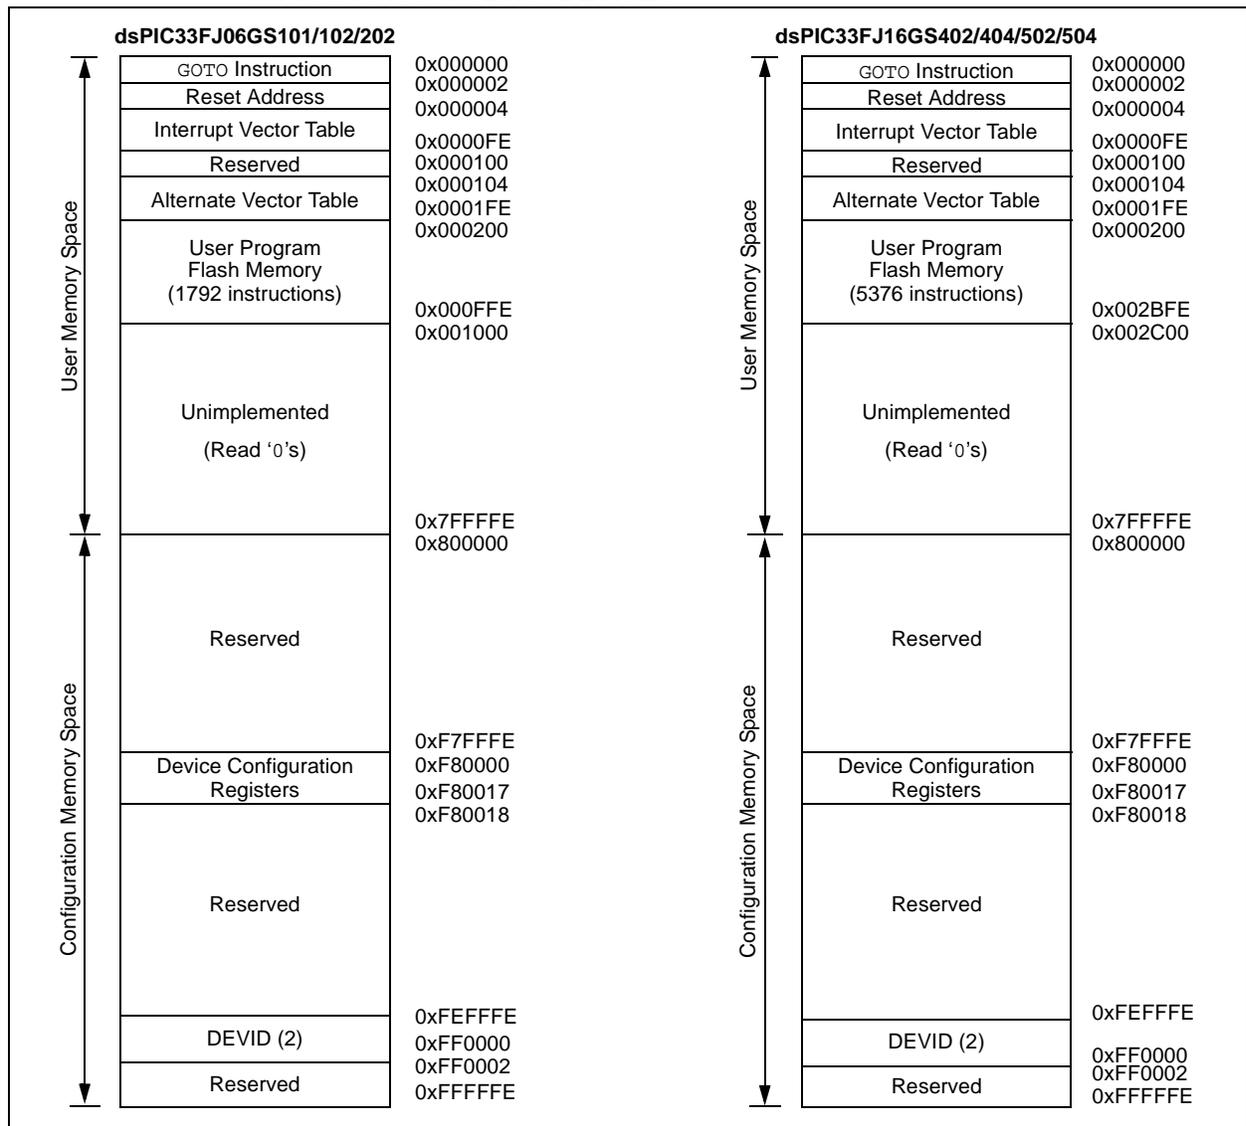 dsPIC33FJ06GS101/102/202
GOTO Instruction
0x000000
Reset Address
0x000002
0x000004
Interrupt Vector Table
0x0000FE
Reserved
0x000100
0x000104
Alternate Vector Table
0x0001FE
0x000200
User Program
Flash Memory
(1792 instructions)
0x000FFE
0x001000
Unimplemented
(Read ‘0’s)
0x7FFFFE
0x800000
Reserved
0xF7FFFE
Device Configuration
Registers
0xF80000
0xF80017
0xF80018
Reserved
0xFEFFFE
DEVID (2)
0xFF0000
0xFF0002
Reserved
0xFFFFFE
User Memory Space
Configuration Memory Space
dsPIC33FJ16GS402/404/502/504
GOTO Instruction
0x000000
Reset Address
0x000002
0x000004
Interrupt Vector Table
0x0000FE
Reserved
0x000100
0x000104
Alternate Vector Table
0x0001FE
0x000200
User Program
Flash Memory
(5376 instructions)
0x002BFE
0x002C00
Unimplemented
(Read ‘0’s)
0x7FFFFE
0x800000
Reserved
0xF7FFFE
Device Configuration
Registers
0xF80000
0xF80017
0xF80018
Reserved
0xFEFFFE
DEVID (2)
0xFF0000
0xFF0002
Reserved
0xFFFFFE
User Memory Space
Configuration Memory Space